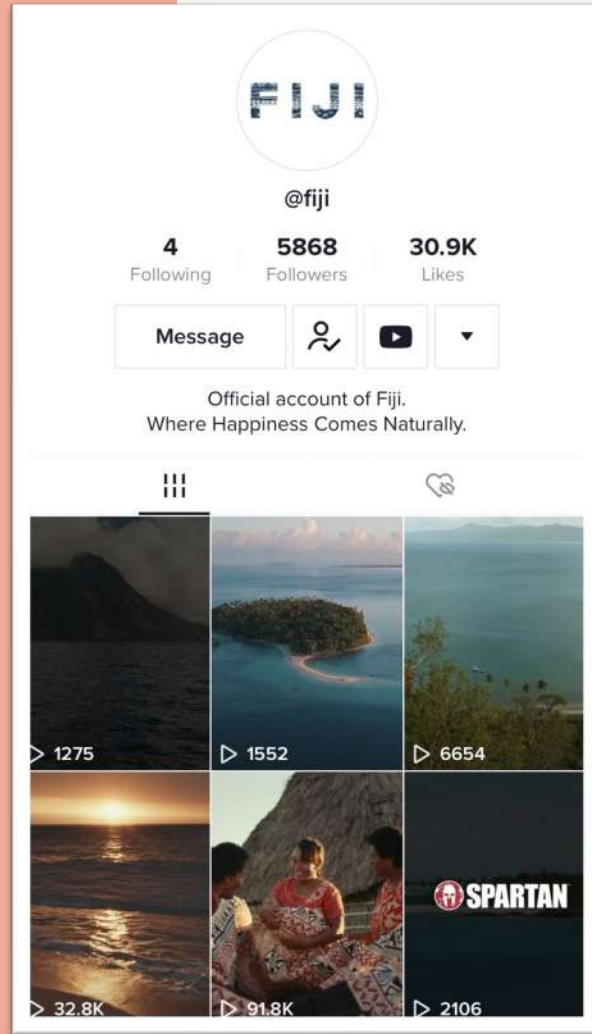 FIJI
@fiji
4 5868 30.9K
Following Followers Likes
Message
Official account of Fiji.
Where Happiness Comes Naturally.
1275 1552 6654
SPARTAN
32.8K 91.8K 2106